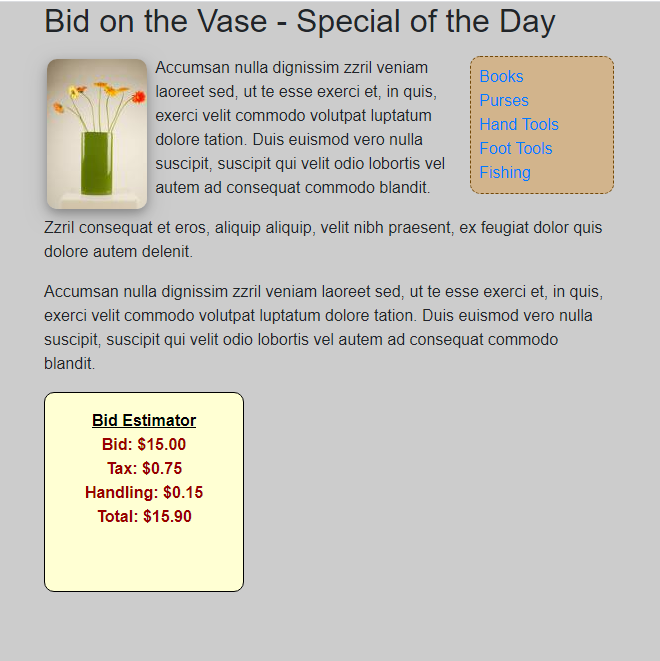 Bid on the Vase - Special of the Day
Accumsan nulla dignissim zzril veniam
laoreet sed, ut te esse exerci et, in quis,
exerci velit commodo volutpat luptatum
dolore tation. Duis euismod vero nulla
suscipit, suscipit qui velit odio lobortis vel
autem ad consequat commodo blandit.
Books
Purses
Hand Tools
Foot Tools
Fishing
Zzril consequat et eros, aliquip aliquip, velit nibh praesent, ex feugiat dolor quis
dolore autem delenit.
Accumsan nulla dignissim zzril veniam laoreet sed, ut te esse exerci et, in quis,
exerci velit commodo volutpat luptatum dolore tation. Duis euismod vero nulla
suscipit, suscipit qui velit odio lobortis vel autem ad consequat commodo
blandit.
Bid Estimator
Bid: $15.00
Tax: $0.75
Handling: $0.15
Total: $15.90